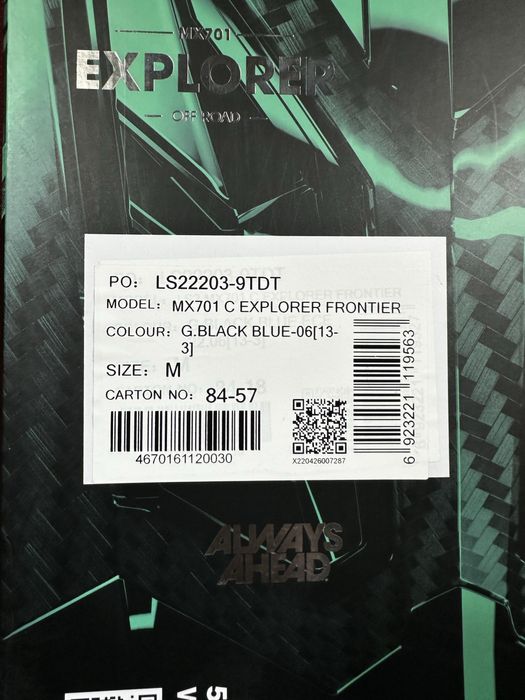 MX701
EXPLORER
OFF ROAD
PO: LS22203-9TDT
MODEL: MX701 C EXPLORER FRONTIER
COLOUR: G.BLACK BLUE-06[13-
3]
SIZE: M
CARTON NO: 84-57
4670161120030
X220426007287
6 923221 119563
ALWAYS
AHEAD